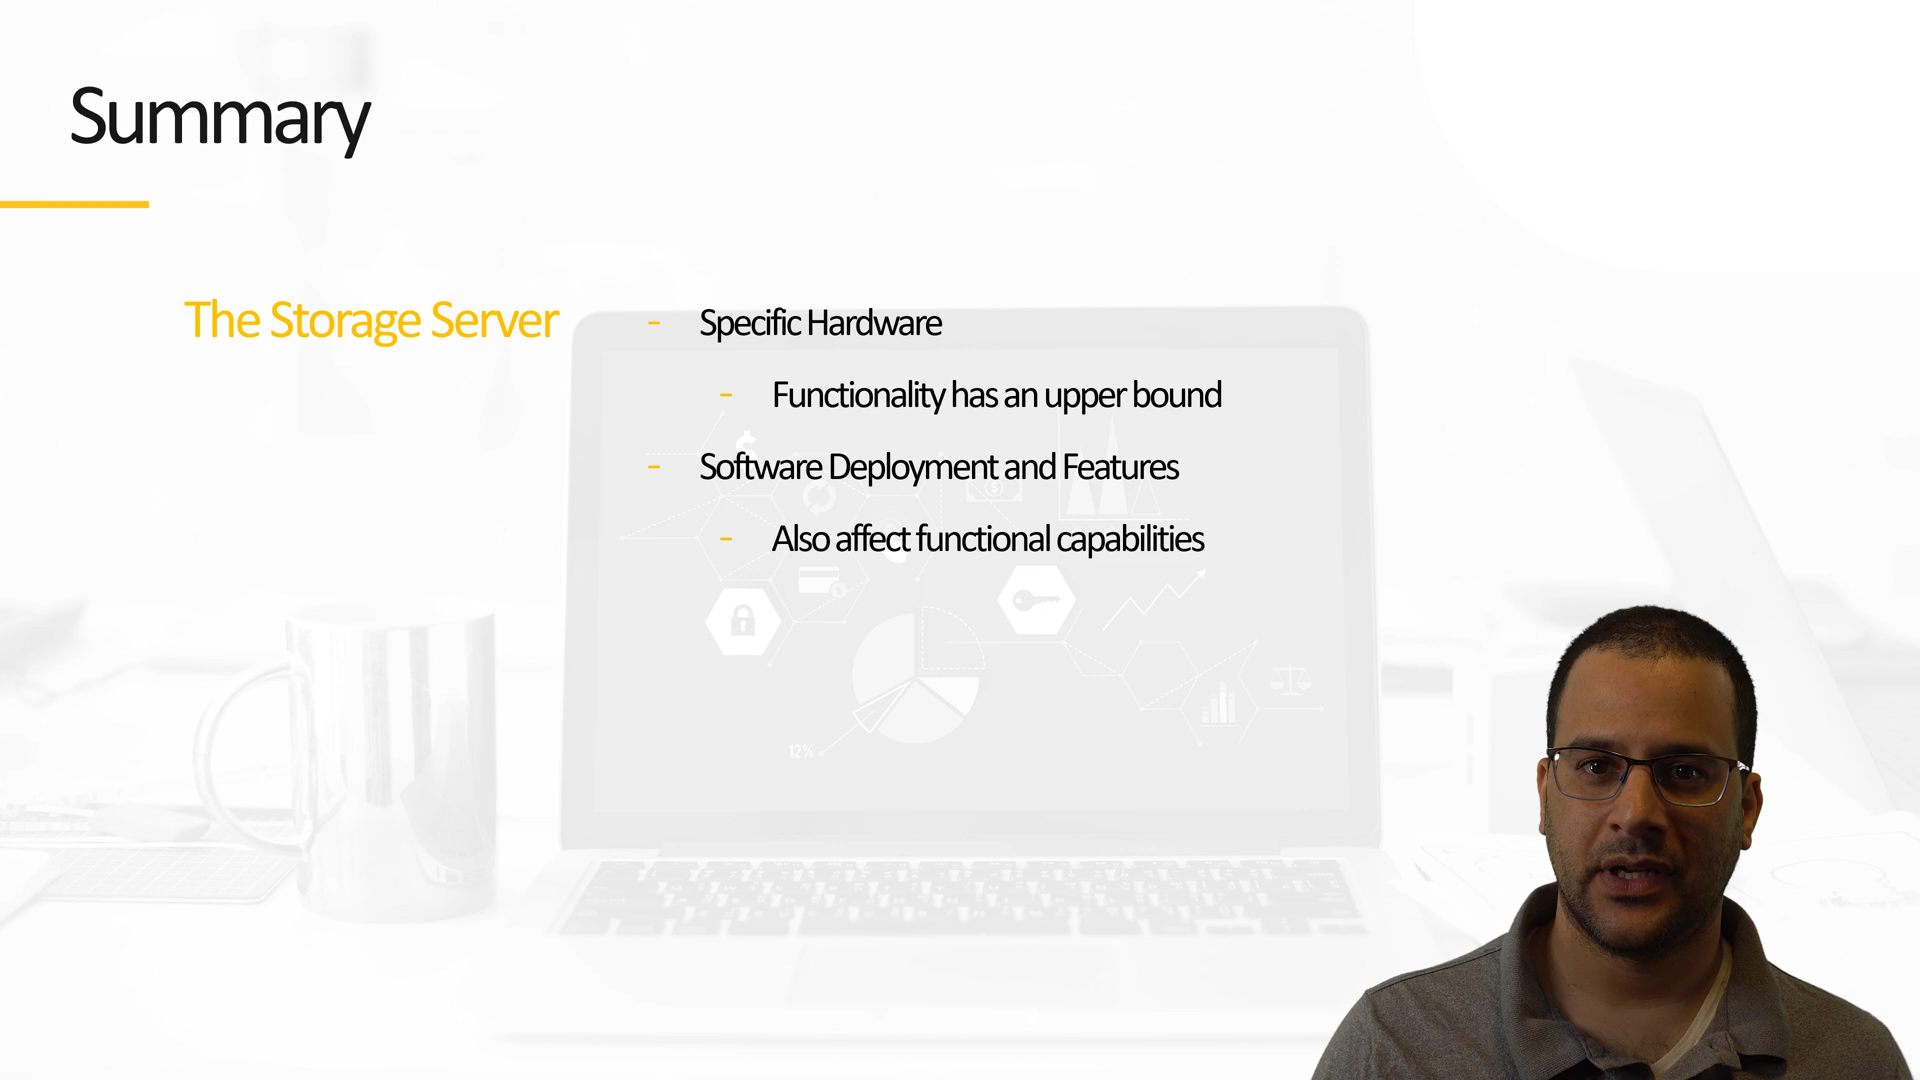 Summary
The Storage Server
- Specific Hardware
- Functionality has an upper bound
- Software Deployment and Features
- Also affect functional capabilities
12%